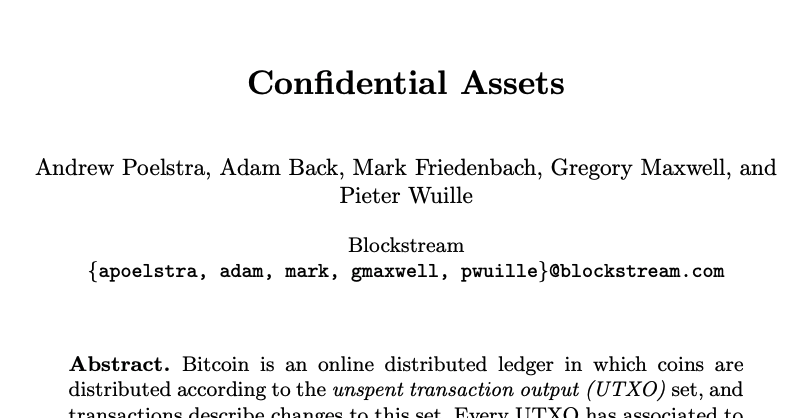 Confidential Assets
Andrew Poelstra, Adam Back, Mark Friedenbach, Gregory Maxwell, and
Pieter Wuille
Blockstream
{apoelstra, adam, mark, gmaxwell, pwuille}@blockstream.com
Abstract. Bitcoin is an online distributed ledger in which coins are
distributed according to the unspent transaction output (UTXO) set, and
transactions describe changes to this set. Every UTXO has associated to